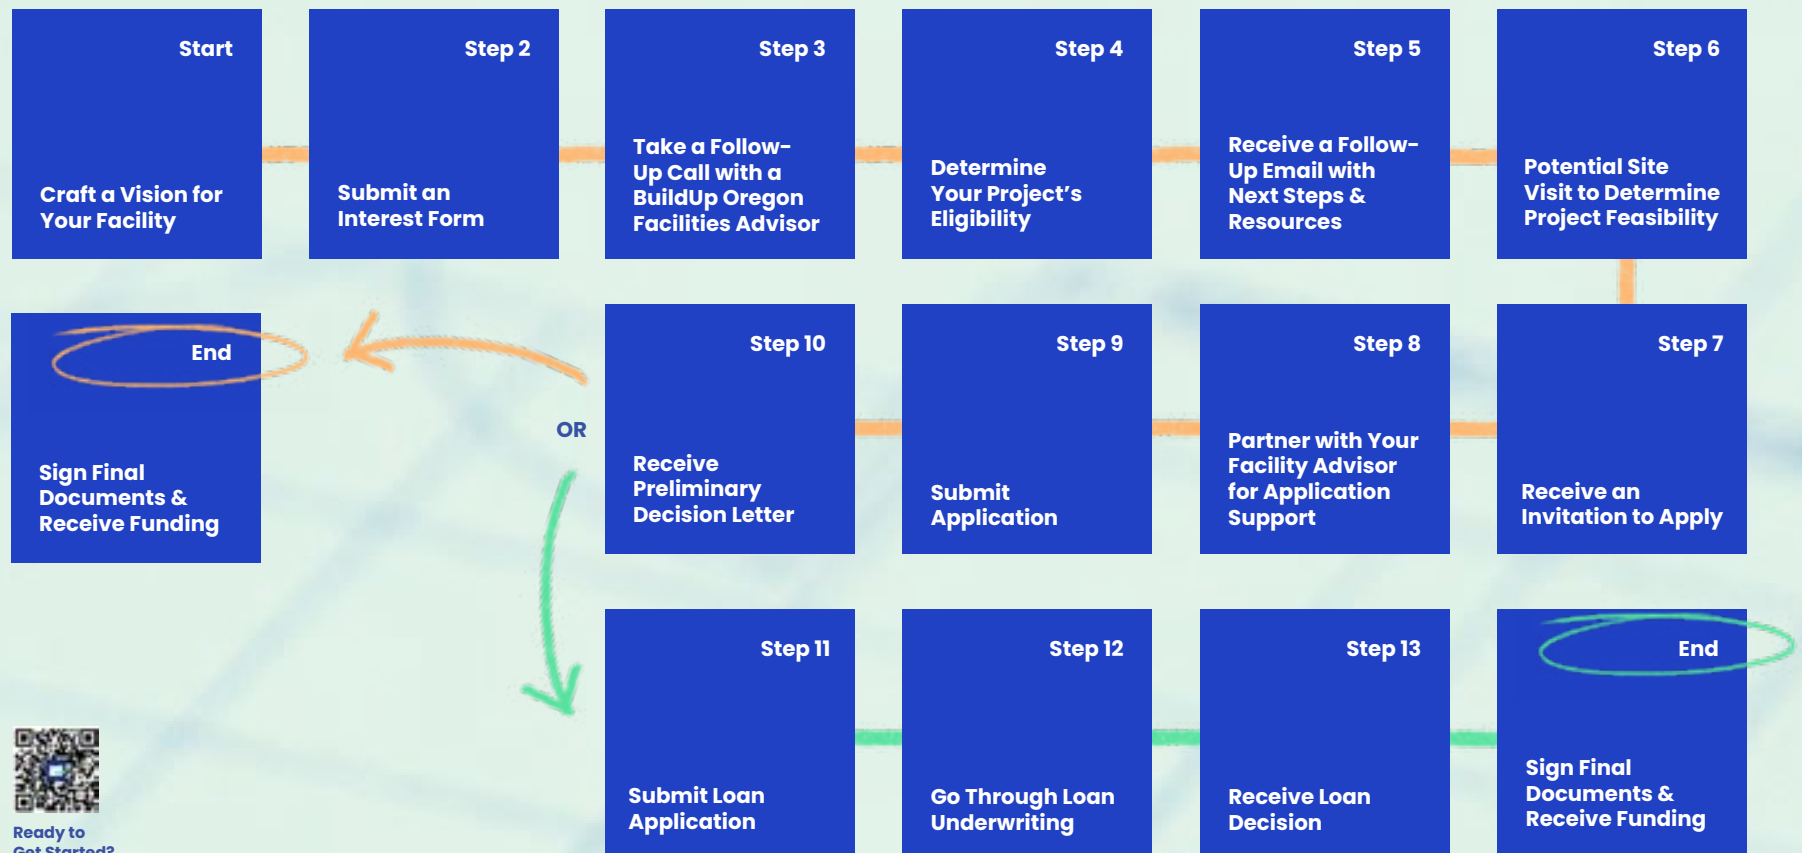 Start
Craft a Vision for
Your Facility
Step 2
Submit an
Interest Form
Step 3
Take a Follow-
Up Call with a
BuildUp Oregon
Facilities Advisor
Step 4
Determine
Your Project’s
Eligibility
Step 5
Receive a Follow-
Up Email with
Next Steps &
Resources
Step 6
Potential Site
Visit to Determine
Project Feasibility
Step 7
Receive an
Invitation to Apply
Step 8
Partner with Your
Facility Advisor
for Application
Support
Step 9
Submit
Application
Step 10
Receive
Preliminary
Decision Letter
OR
End
Sign Final
Documents &
Receive Funding
Step 11
Submit Loan
Application
Step 12
Go Through Loan
Underwriting
Step 13
Receive Loan
Decision
End
Sign Final
Documents &
Receive Funding
Ready to
Get Started?